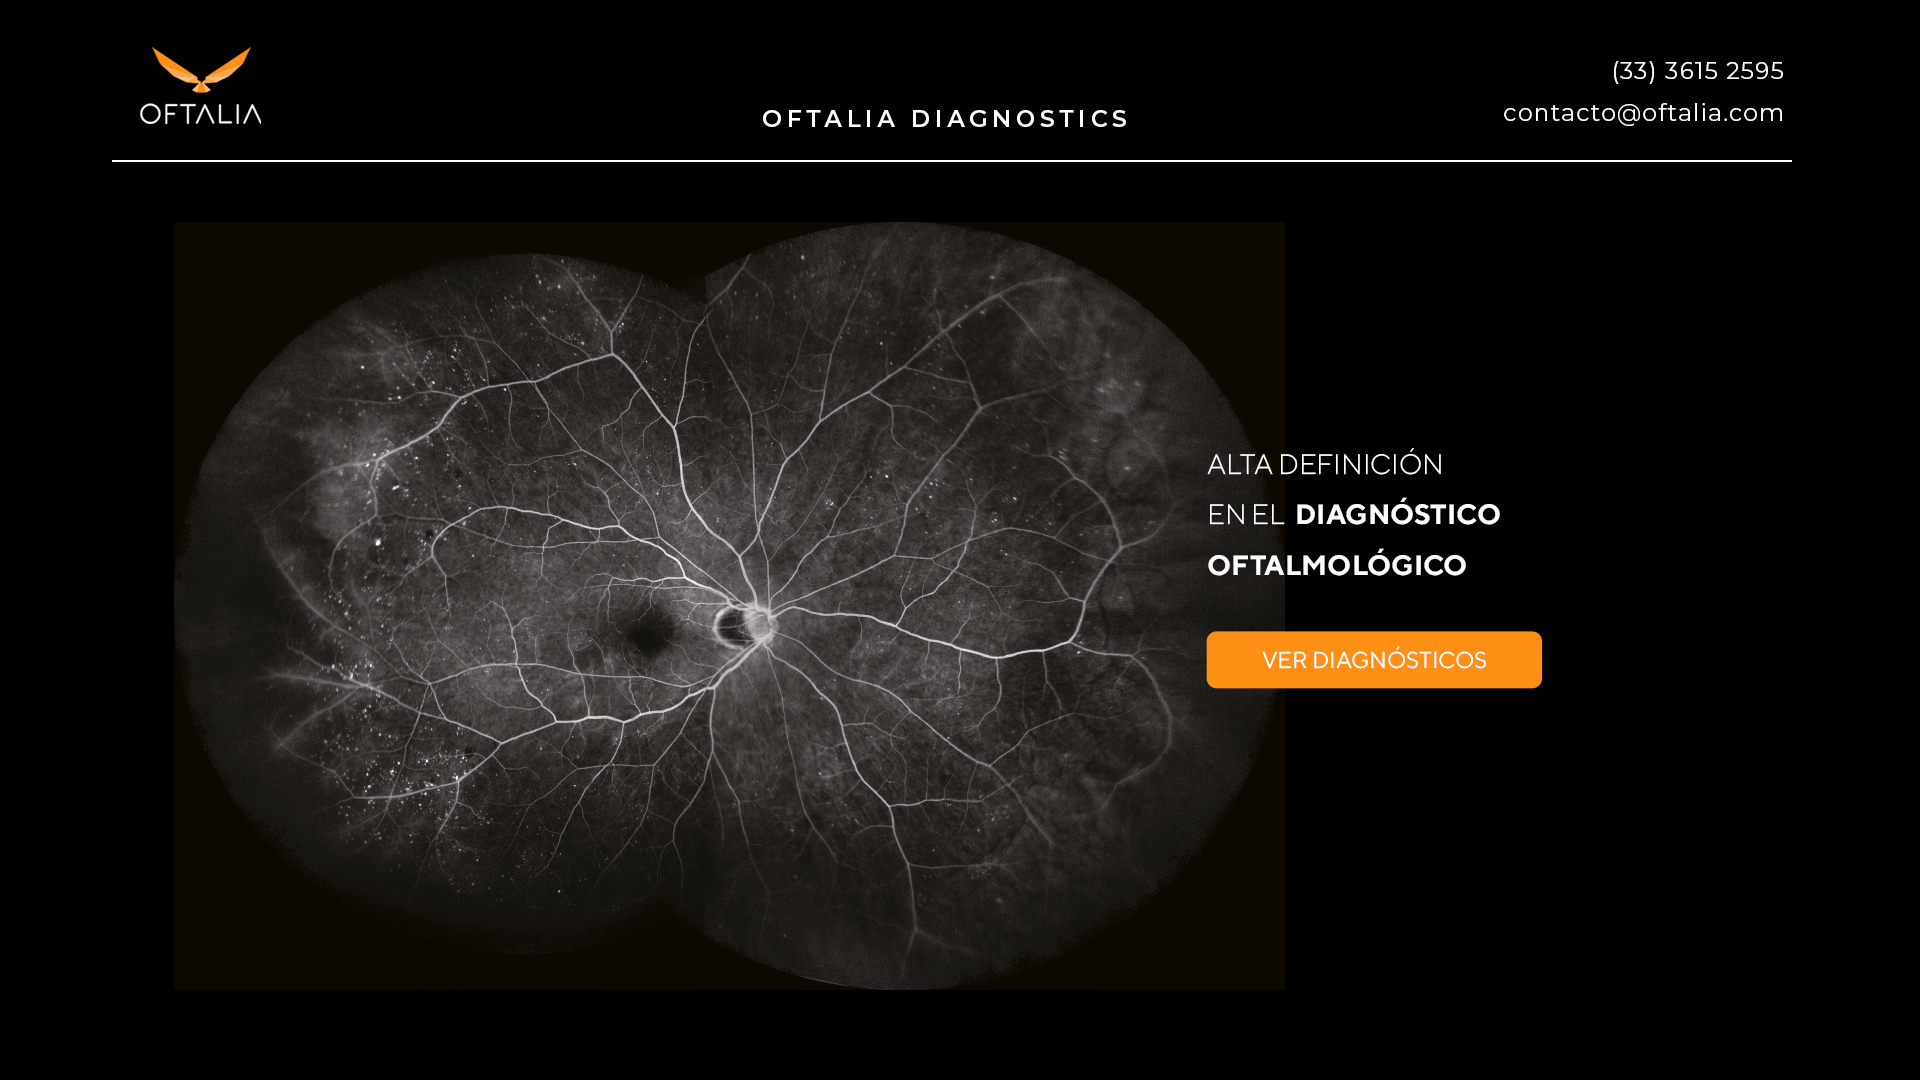 OFTALIA
OFTALIA DIAGNOSTICS
(33) 3615 2595
contacto@oftalia.com
ALTA DEFINICIÓN
EN EL DIAGNÓSTICO
OFTALMOLÓGICO
VER DIAGNÓSTICOS